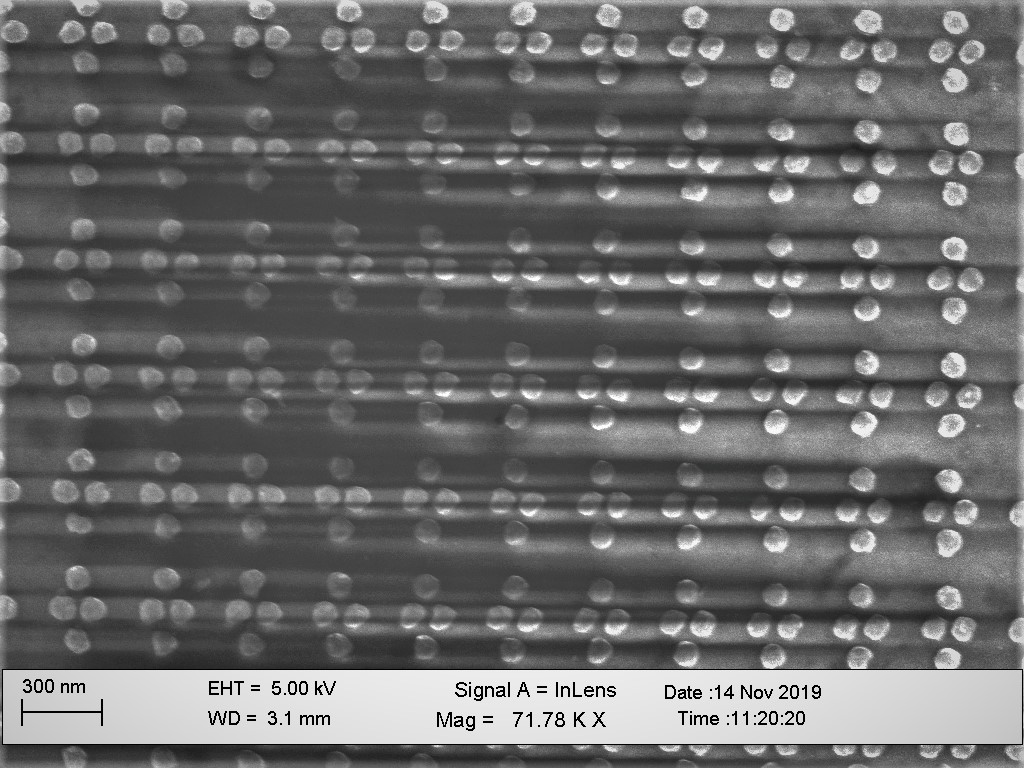 300 nm
EHT = 5.00 kV
Signal A = InLens
Date :14 Nov 2019
WD = 3.1 mm
Mag = 71.78 K X
Time :11:20:20